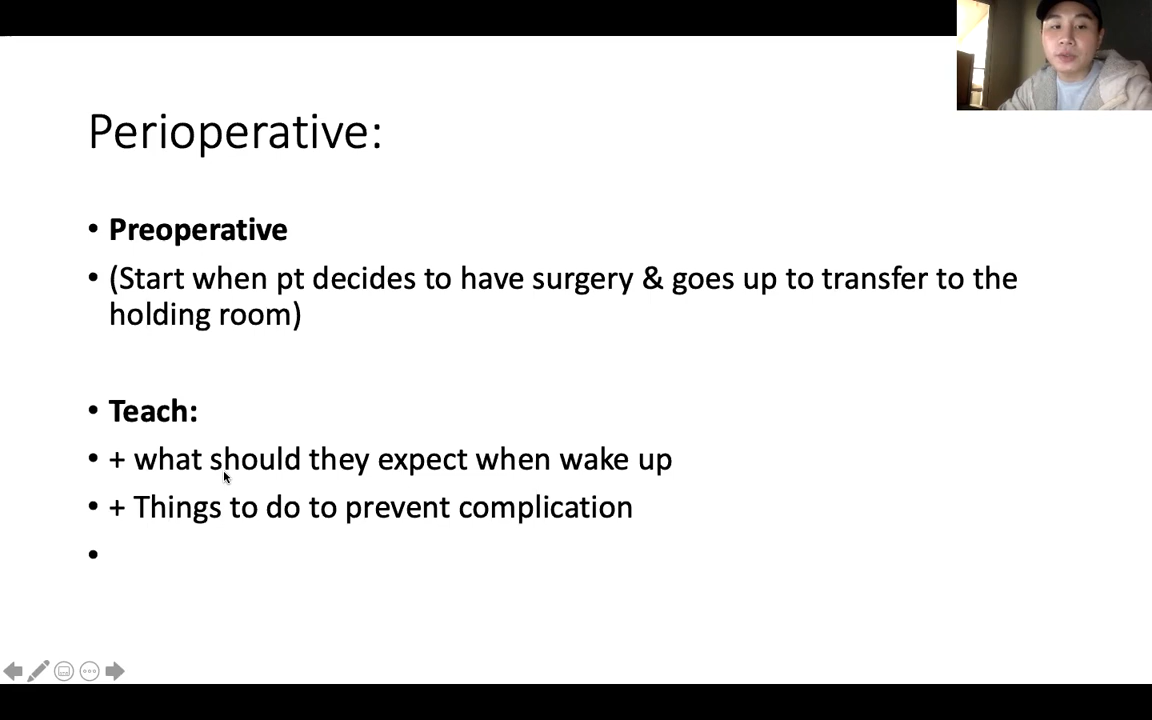 Perioperative:
• Preoperative
• (Start when pt decides to have surgery & goes up to transfer to the
holding room)
• Teach:
• + what should they expect when wake up
• + Things to do to prevent complication
•